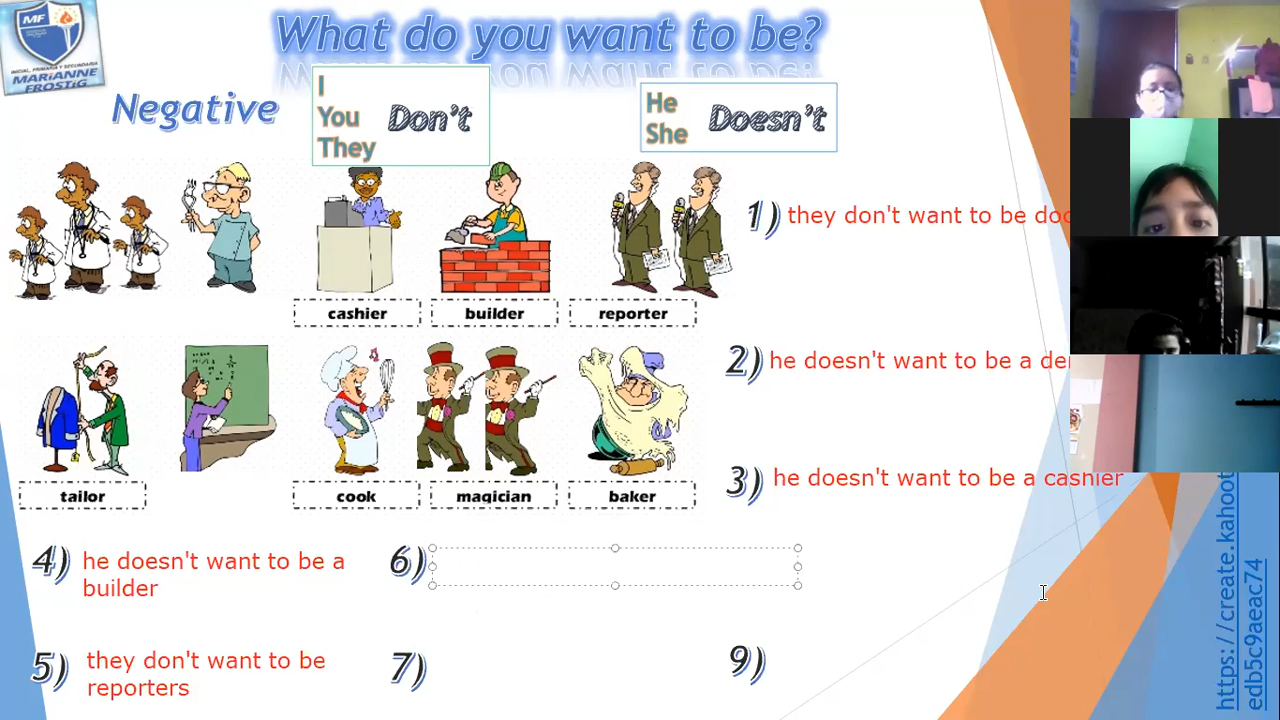 What do you want to be?
MF
INICIAL, PRIMARIA Y SECUNDARIA
MARIANNE
FROSTIG
Negative
I
You
They
Don't
He
She
Doesn't
1) they don't want to be
cashier
builder
reporter
2) he doesn't want to be a
3) he doesn't want to be a cashier
tailor
cook
magician
baker
4) he doesn't want to be a
builder
6)
5) they don't want to be
reporters
7)
9)
https://create.kahoot
edb5c9aeac74